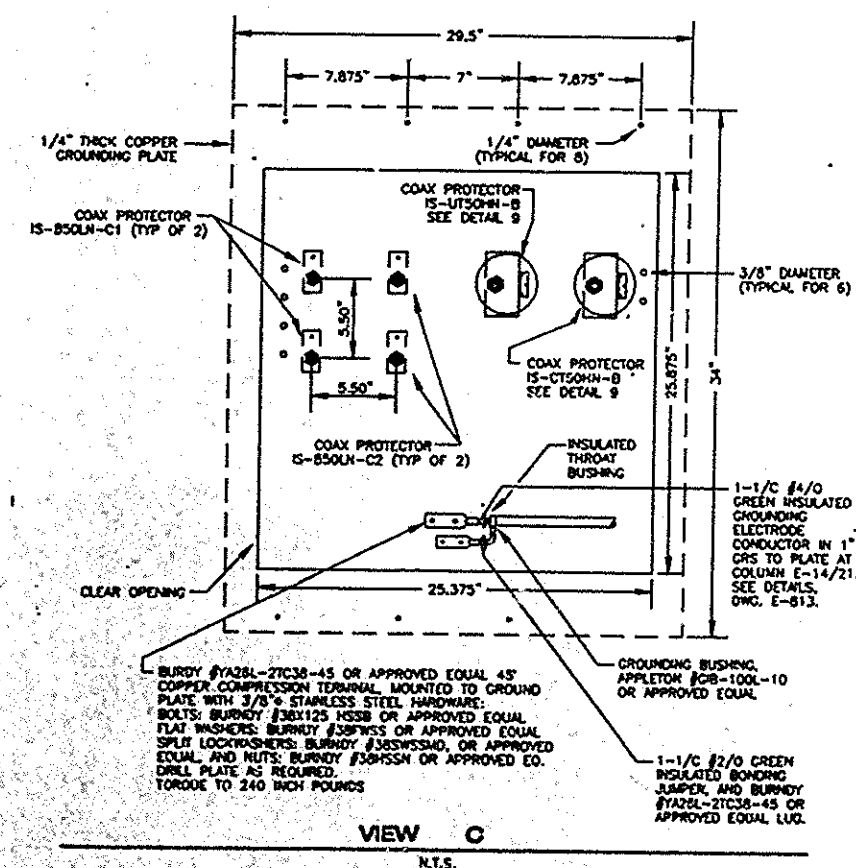 29.5"
7.875"
7"
7.875"
1/4" THICK COPPER
GROUNDING PLATE
1/4" DIAMETER
(TYPICAL FOR 8)
COAX PROTECTOR
IS-UT50HN-B
SEE DETAIL 9
COAX PROTECTOR
IS-B50LN-C1 (TYP OF 2)
3/8" DIAMETER
(TYPICAL FOR 6)
5.50"
5.50"
COAX PROTECTOR
IS-CT50HN-B
SEE DETAIL 9
25.875"
34"
COAX PROTECTOR
IS-B50LN-C2 (TYP OF 2)
INSULATED
THROAT
BUSHING
1-1/C #4/0
GREEN INSULATED
GROUNDING
ELECTRODE
CONDUCTOR IN 1"
GRS TO PLATE AT
COLUMN E-14/21.
SEE DETAILS,
DWG. E-813.
CLEAR OPENING
25.375"
BURDY #YA28L-2TC38-45 OR APPROVED EQUAL 45°
COPPER COMPRESSION TERMINAL, MOUNTED TO GROUND
PLATE WITH 3/8"ø STAINLESS STEEL HARDWARE:
BOLTS: BURNDY #38X125 HSSB OR APPROVED EQUAL
FLAT WASHERS: BURNDY #38FWSS OR APPROVED EQUAL
SPLIT LOCKWASHERS: BURNDY #38SWSSMD, OR APPROVED
EQUAL, AND NUTS: BURNDY #38HSSN OR APPROVED EQ.
DRILL PLATE AS REQUIRED.
TORQUE TO 240 INCH POUNDS
GROUNDING BUSHING,
APPLETON #GIB-100L-10
OR APPROVED EQUAL
1-1/C #2/0 GREEN
INSULATED BONDING
JUMPER, AND BURNDY
#YA26L-2TC38-45 OR
APPROVED EQUAL LUG.
VIEW C
N.T.S.